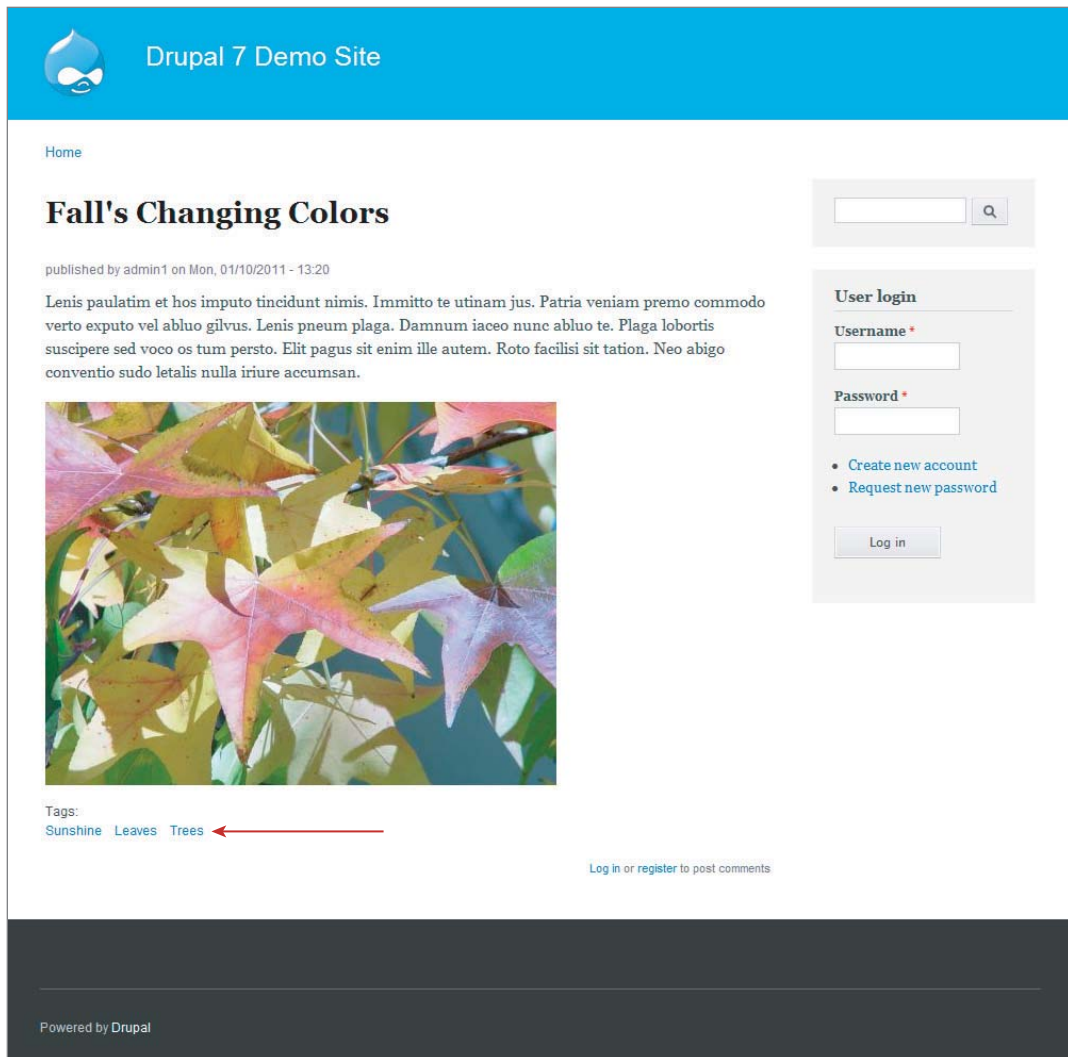 Drupal 7 Demo Site
Home
Fall's Changing Colors
published by admin1 on Mon, 01/10/2011 - 13:20
Lenis paulatim et hos imputo tincidunt nimis. Immitto te utinam jus. Patria veniam premo commodo
verto exputo vel abluo gilvus. Lenis pneum plaga. Damnum iaceo nunc abluo te. Plaga lobortis
suscipere sed voco os tum persto. Elit pagus sit enim ille autem. Roto facilisi sit tation. Neo abigo
conventio sudo letalis nulla iriure accumsan.
Tags:
Sunshine Leaves Trees
Log in or register to post comments
User login
Username *
Password *
Create new account
Request new password
Log in
Powered by Drupal